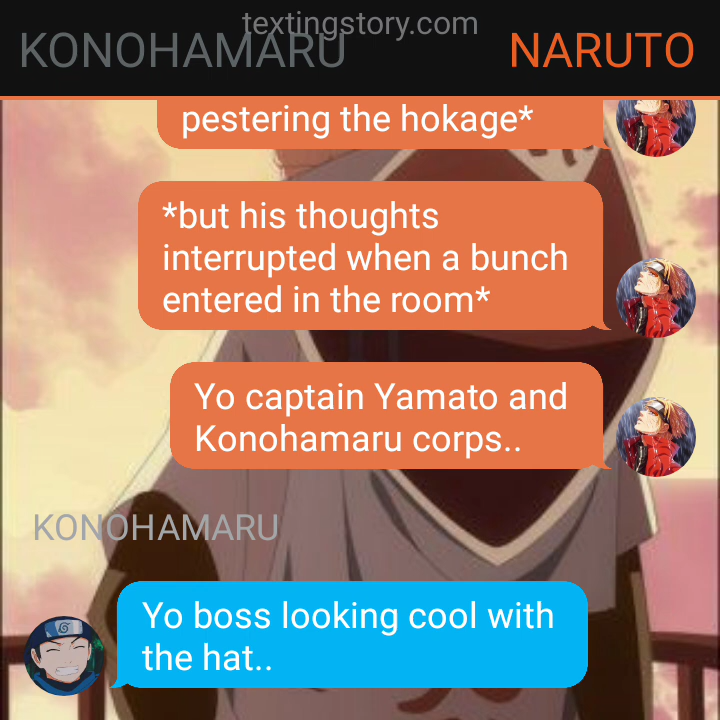 textingstory.com
KONOHAMARU
NARUTO
pestering the hokage*
*but his thoughts
interrupted when a bunch
entered in the room*
Yo captain Yamato and
Konohamaru corps..
KONOHAMARU
Yo boss looking cool with
the hat..